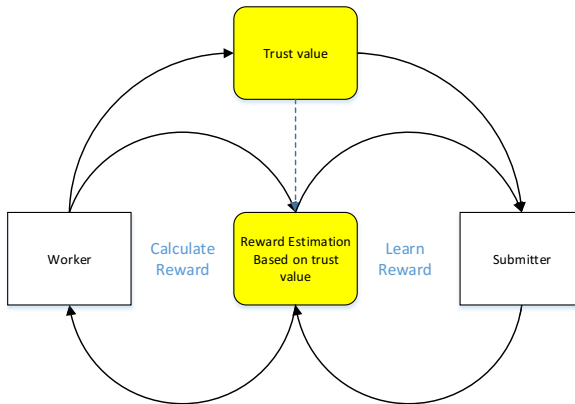 Trust value
Worker
Calculate
Reward
Reward Estimation
Based on trust
value
Learn
Reward
Submitter